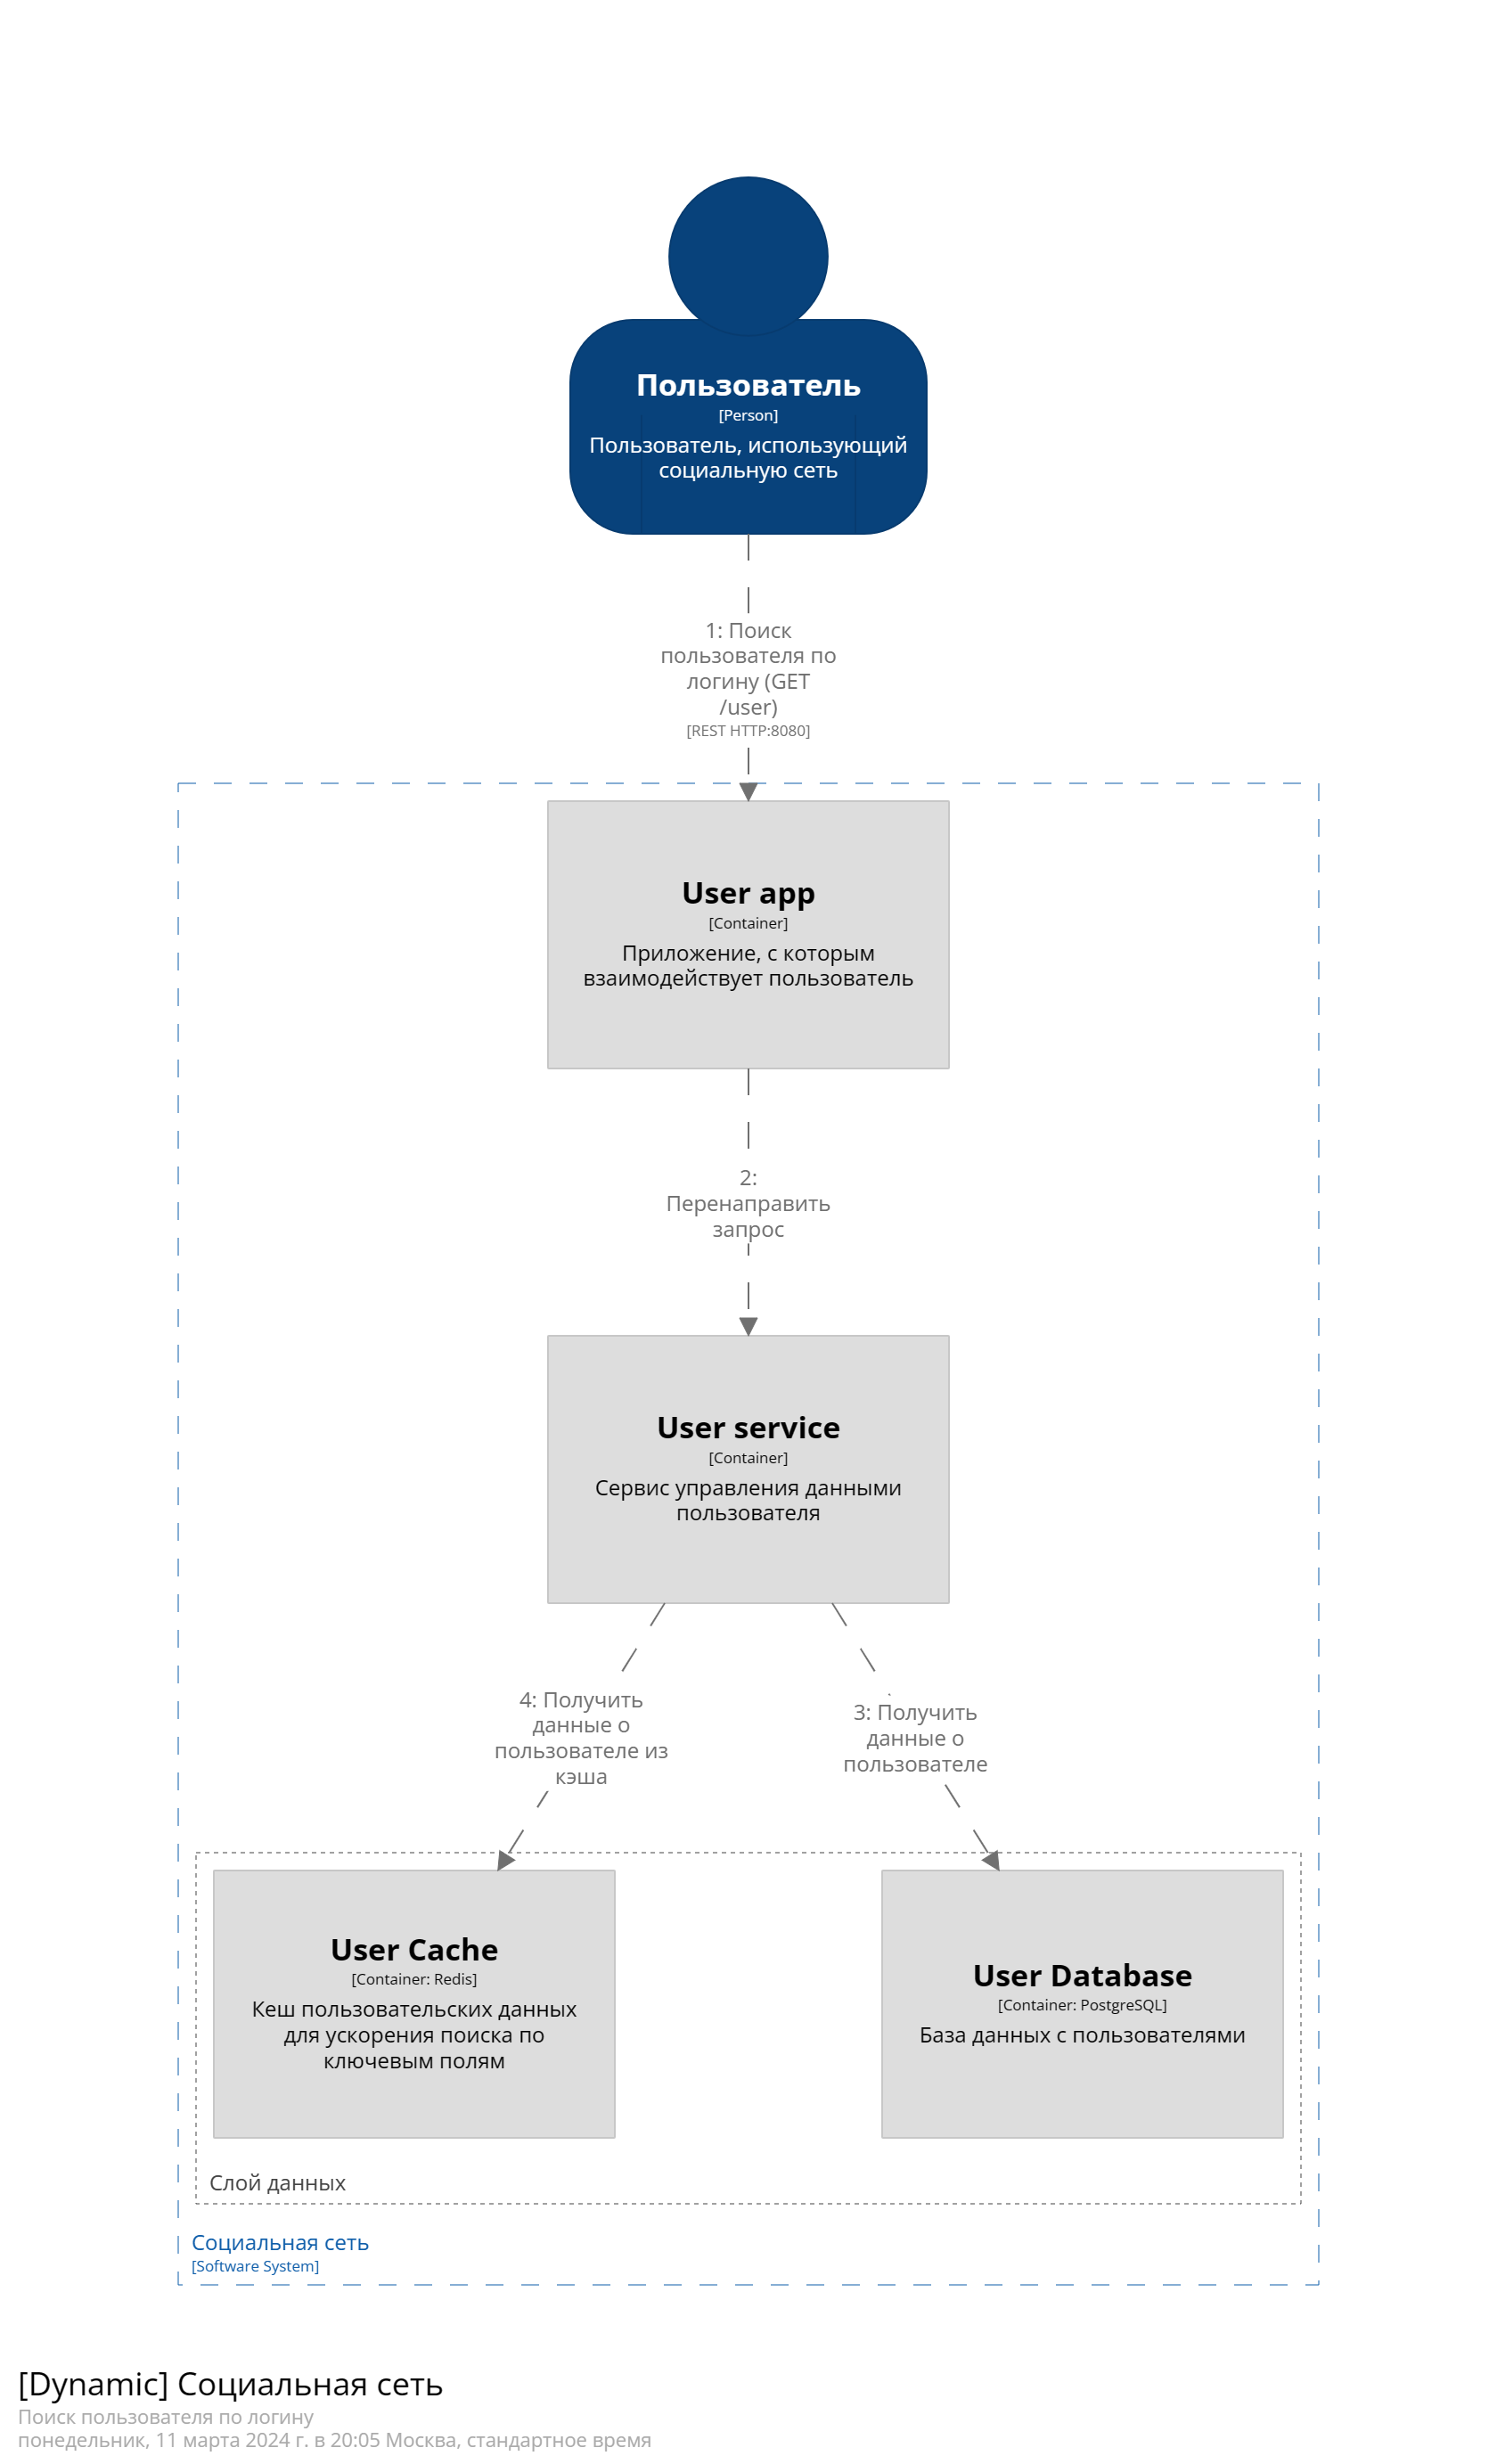 Пользователь
[Person]
Пользователь, использующий
социальную сеть
1: Поиск
пользователя по
логину (GET
/user)
[REST HTTP:8080]
User app
[Container]
Приложение, с которым
взаимодействует пользователь
2:
Перенаправить
запрос
User service
[Container]
Сервис управления данными
пользователя
4: Получить
данные о
пользователе из
кэша
3: Получить
данные о
пользователе
User Cache
[Container: Redis]
Кеш пользовательских данных
для ускорения поиска по
ключевым полям
User Database
[Container: PostgreSQL]
База данных с пользователями
Слой данных
Социальная сеть
[Software System]
[Dynamic] Социальная сеть
Поиск пользователя по логину
понедельник, 11 марта 2024 г. в 20:05 Москва, стандартное время